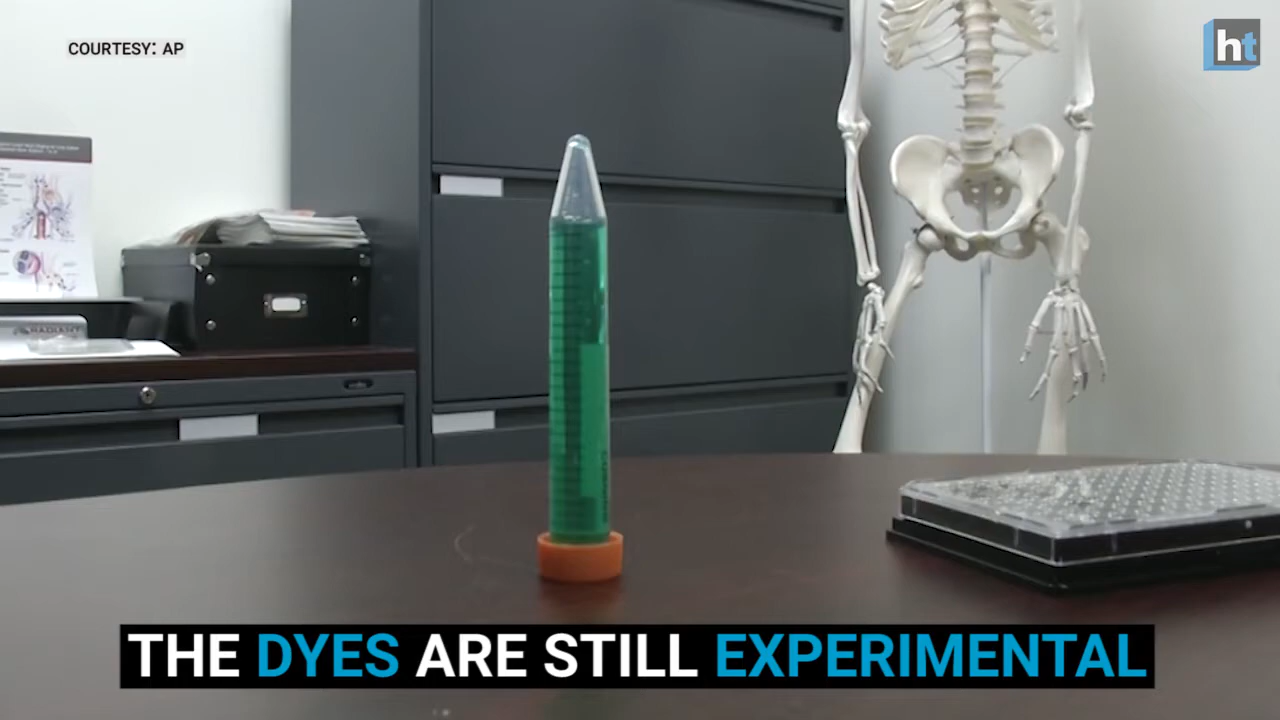 COURTESY: AP
ht
RADIANT
THE DYES ARE STILL EXPERIMENTAL